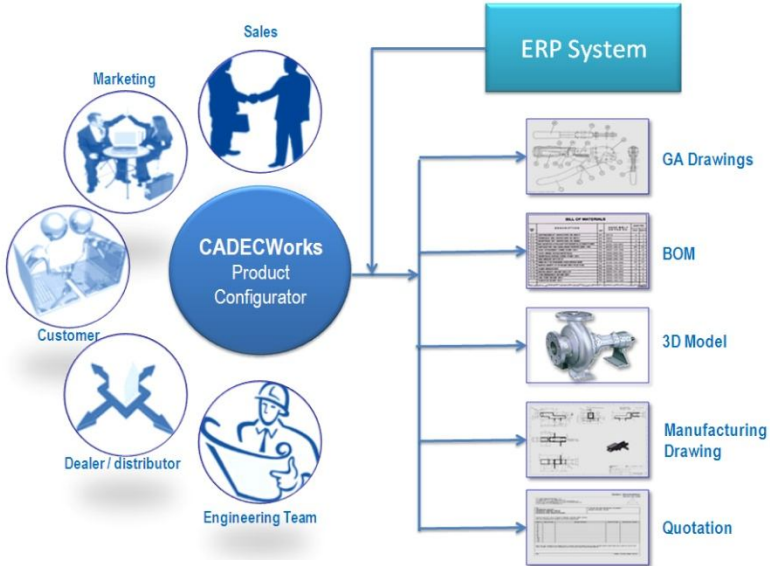 Sales
ERP System
Marketing
GA Drawings
CADECWorks
Product
Configurator
BILL OF MATERIALS
BOM
Customer
3D Model
Dealer / distributor
Manufacturing
Drawing
Engineering Team
Quotation